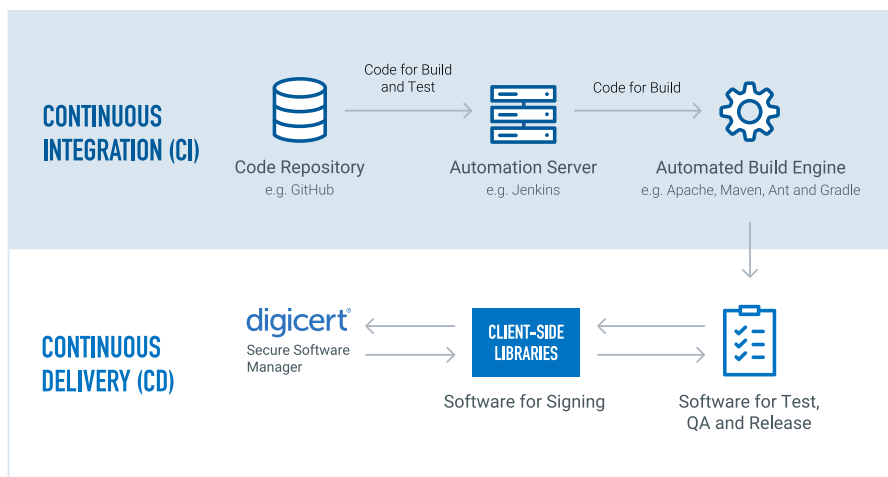 CONTINUOUS
INTEGRATION (CI)
Code for Build
and Test
Code for Build
Code Repository
e.g. GitHub
Automation Server
e.g. Jenkins
Automated Build Engine
e.g. Apache, Maven, Ant and Gradle
CONTINUOUS
DELIVERY (CD)
digicert®
Secure Software
Manager
CLIENT-SIDE
LIBRARIES
Software for Signing
Software for Test,
QA and Release